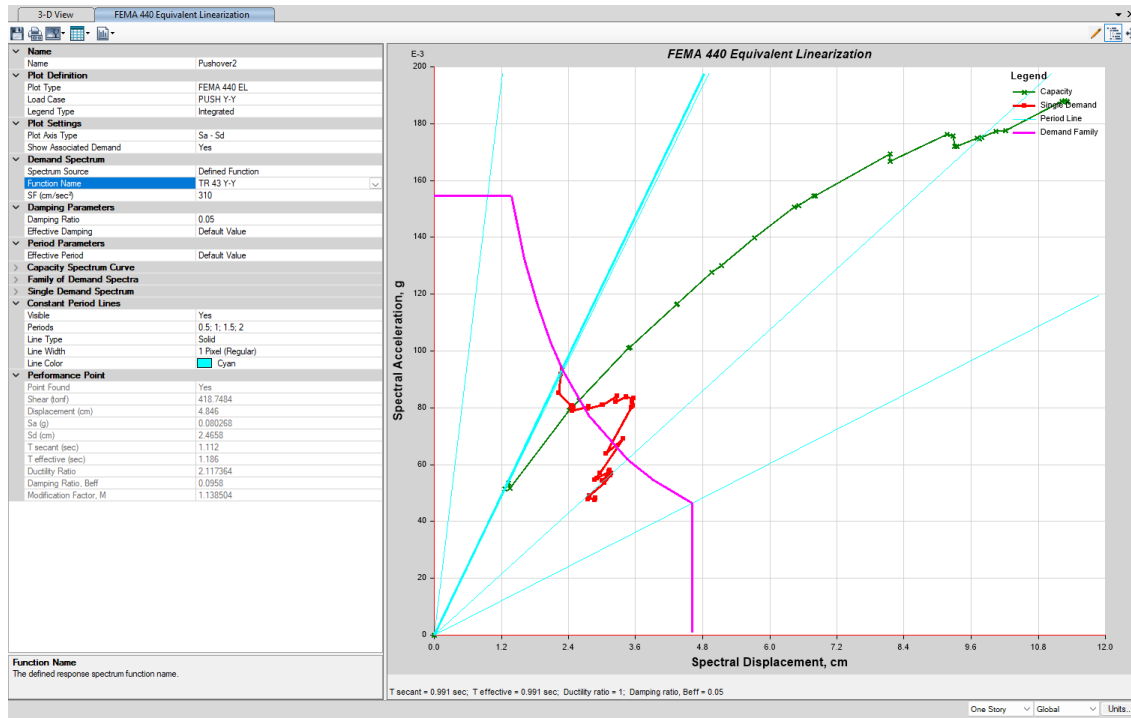 3-D View
FEMA 440 Equivalent Linearization
Name
Name Pushover2
Plot Definition
Plot Type FEMA 440 EL
Load Case PUSH Y-Y
Legend Type Integrated
Plot Settings
Plot Axis Type Sa - Sd
Show Associated Demand Yes
Demand Spectrum
Spectrum Source Defined Function
Function Name TR 43 Y-Y
SF (cm/sec²) 310
Damping Parameters
Damping Ratio 0.05
Effective Damping Default Value
Period Parameters
Effective Period Default Value
Capacity Spectrum Curve
Family of Demand Spectra
Single Demand Spectrum
Constant Period Lines
Visible Yes
Periods 0.5; 1; 1.5; 2
Line Type Solid
Line Width 1 Pixel (Regular)
Line Color Cyan
Performance Point
Point Found Yes
Shear (tonf) 418.7484
Displacement (cm) 4.846
Sa (g) 0.080268
Sd (cm) 2.4658
T secant (sec) 1.112
T effective (sec) 1.186
Ductility Ratio 2.117364
Damping Ratio, Beff 0.0958
Modification Factor, M 1.138504
Function Name
The defined response spectrum function name.
FEMA 440 Equivalent Linearization
E-3
200
180
160
140
120
100
80
60
40
20
0
Spectral Acceleration, g
Legend
Capacity
Single Demand
Period Line
Demand Family
0.0 1.2 2.4 3.6 4.8 6.0 7.2 8.4 9.6 10.8 12.0
Spectral Displacement, cm
T secant = 0.991 sec; T effective = 0.991 sec; Ductility ratio = 1; Damping ratio, Beff = 0.05
One Story Global Units...